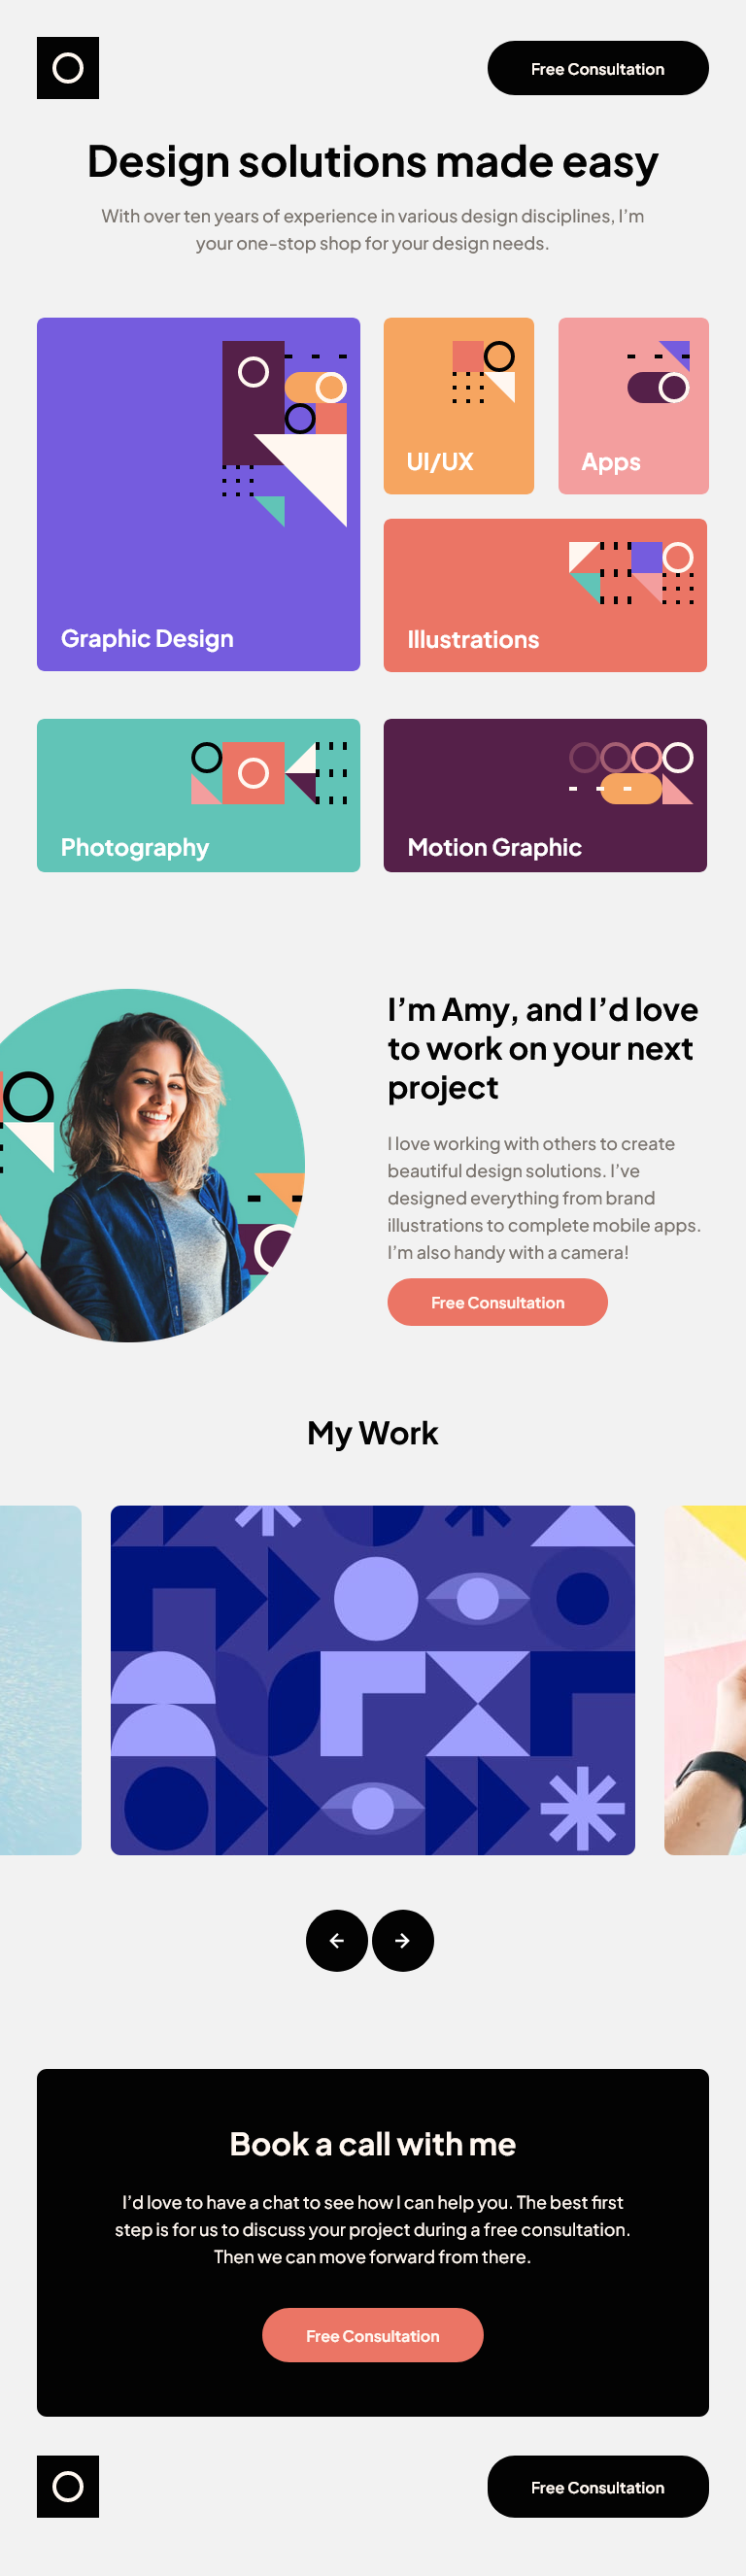 Free Consultation
Design solutions made easy
With over ten years of experience in various design disciplines, I’m
your one-stop shop for your design needs.
Graphic Design
UI/UX
Apps
Illustrations
Photography
Motion Graphic
I’m Amy, and I’d love
to work on your next
project
I love working with others to create
beautiful design solutions. I’ve
designed everything from brand
illustrations to complete mobile apps.
I’m also handy with a camera!
Free Consultation
My Work
Book a call with me
I’d love to have a chat to see how I can help you. The best first
step is for us to discuss your project during a free consultation.
Then we can move forward from there.
Free Consultation
Free Consultation